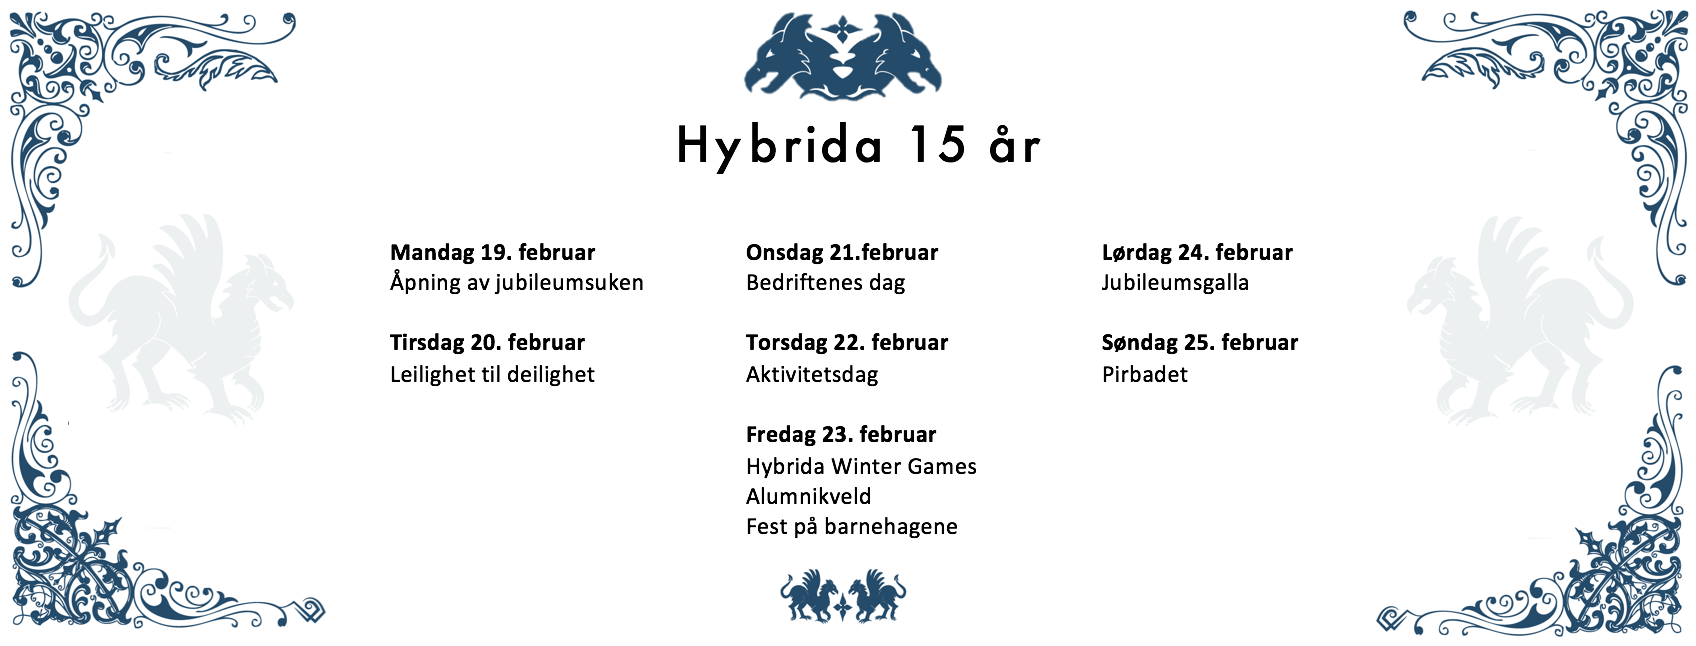 Hybrida 15 år
Mandag 19. februar
Åpning av jubileumsuken
Tirsdag 20. februar
Leilighet til deilighet
Onsdag 21.februar
Bedriftenes dag
Torsdag 22. februar
Aktivitetsdag
Fredag 23. februar
Hybrida Winter Games
Alumnikveld
Fest på barnehagene
Lørdag 24. februar
Jubileumsgalla
Søndag 25. februar
Pirbadet